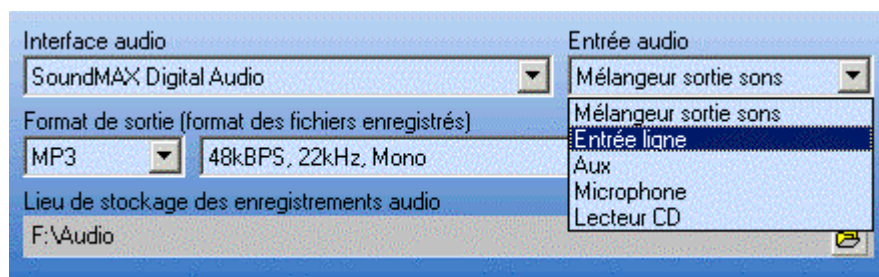 Interface audio
Entrée audio
SoundMAX Digital Audio
Mélangeur sortie sons
Mélangeur sortie sons
Entrée ligne
Aux
Microphone
Lecteur CD
Format de sortie (format des fichiers enregistrés)
MP3
48kBPS, 22kHz, Mono
Lieu de stockage des enregistrements audio
F:\Audio